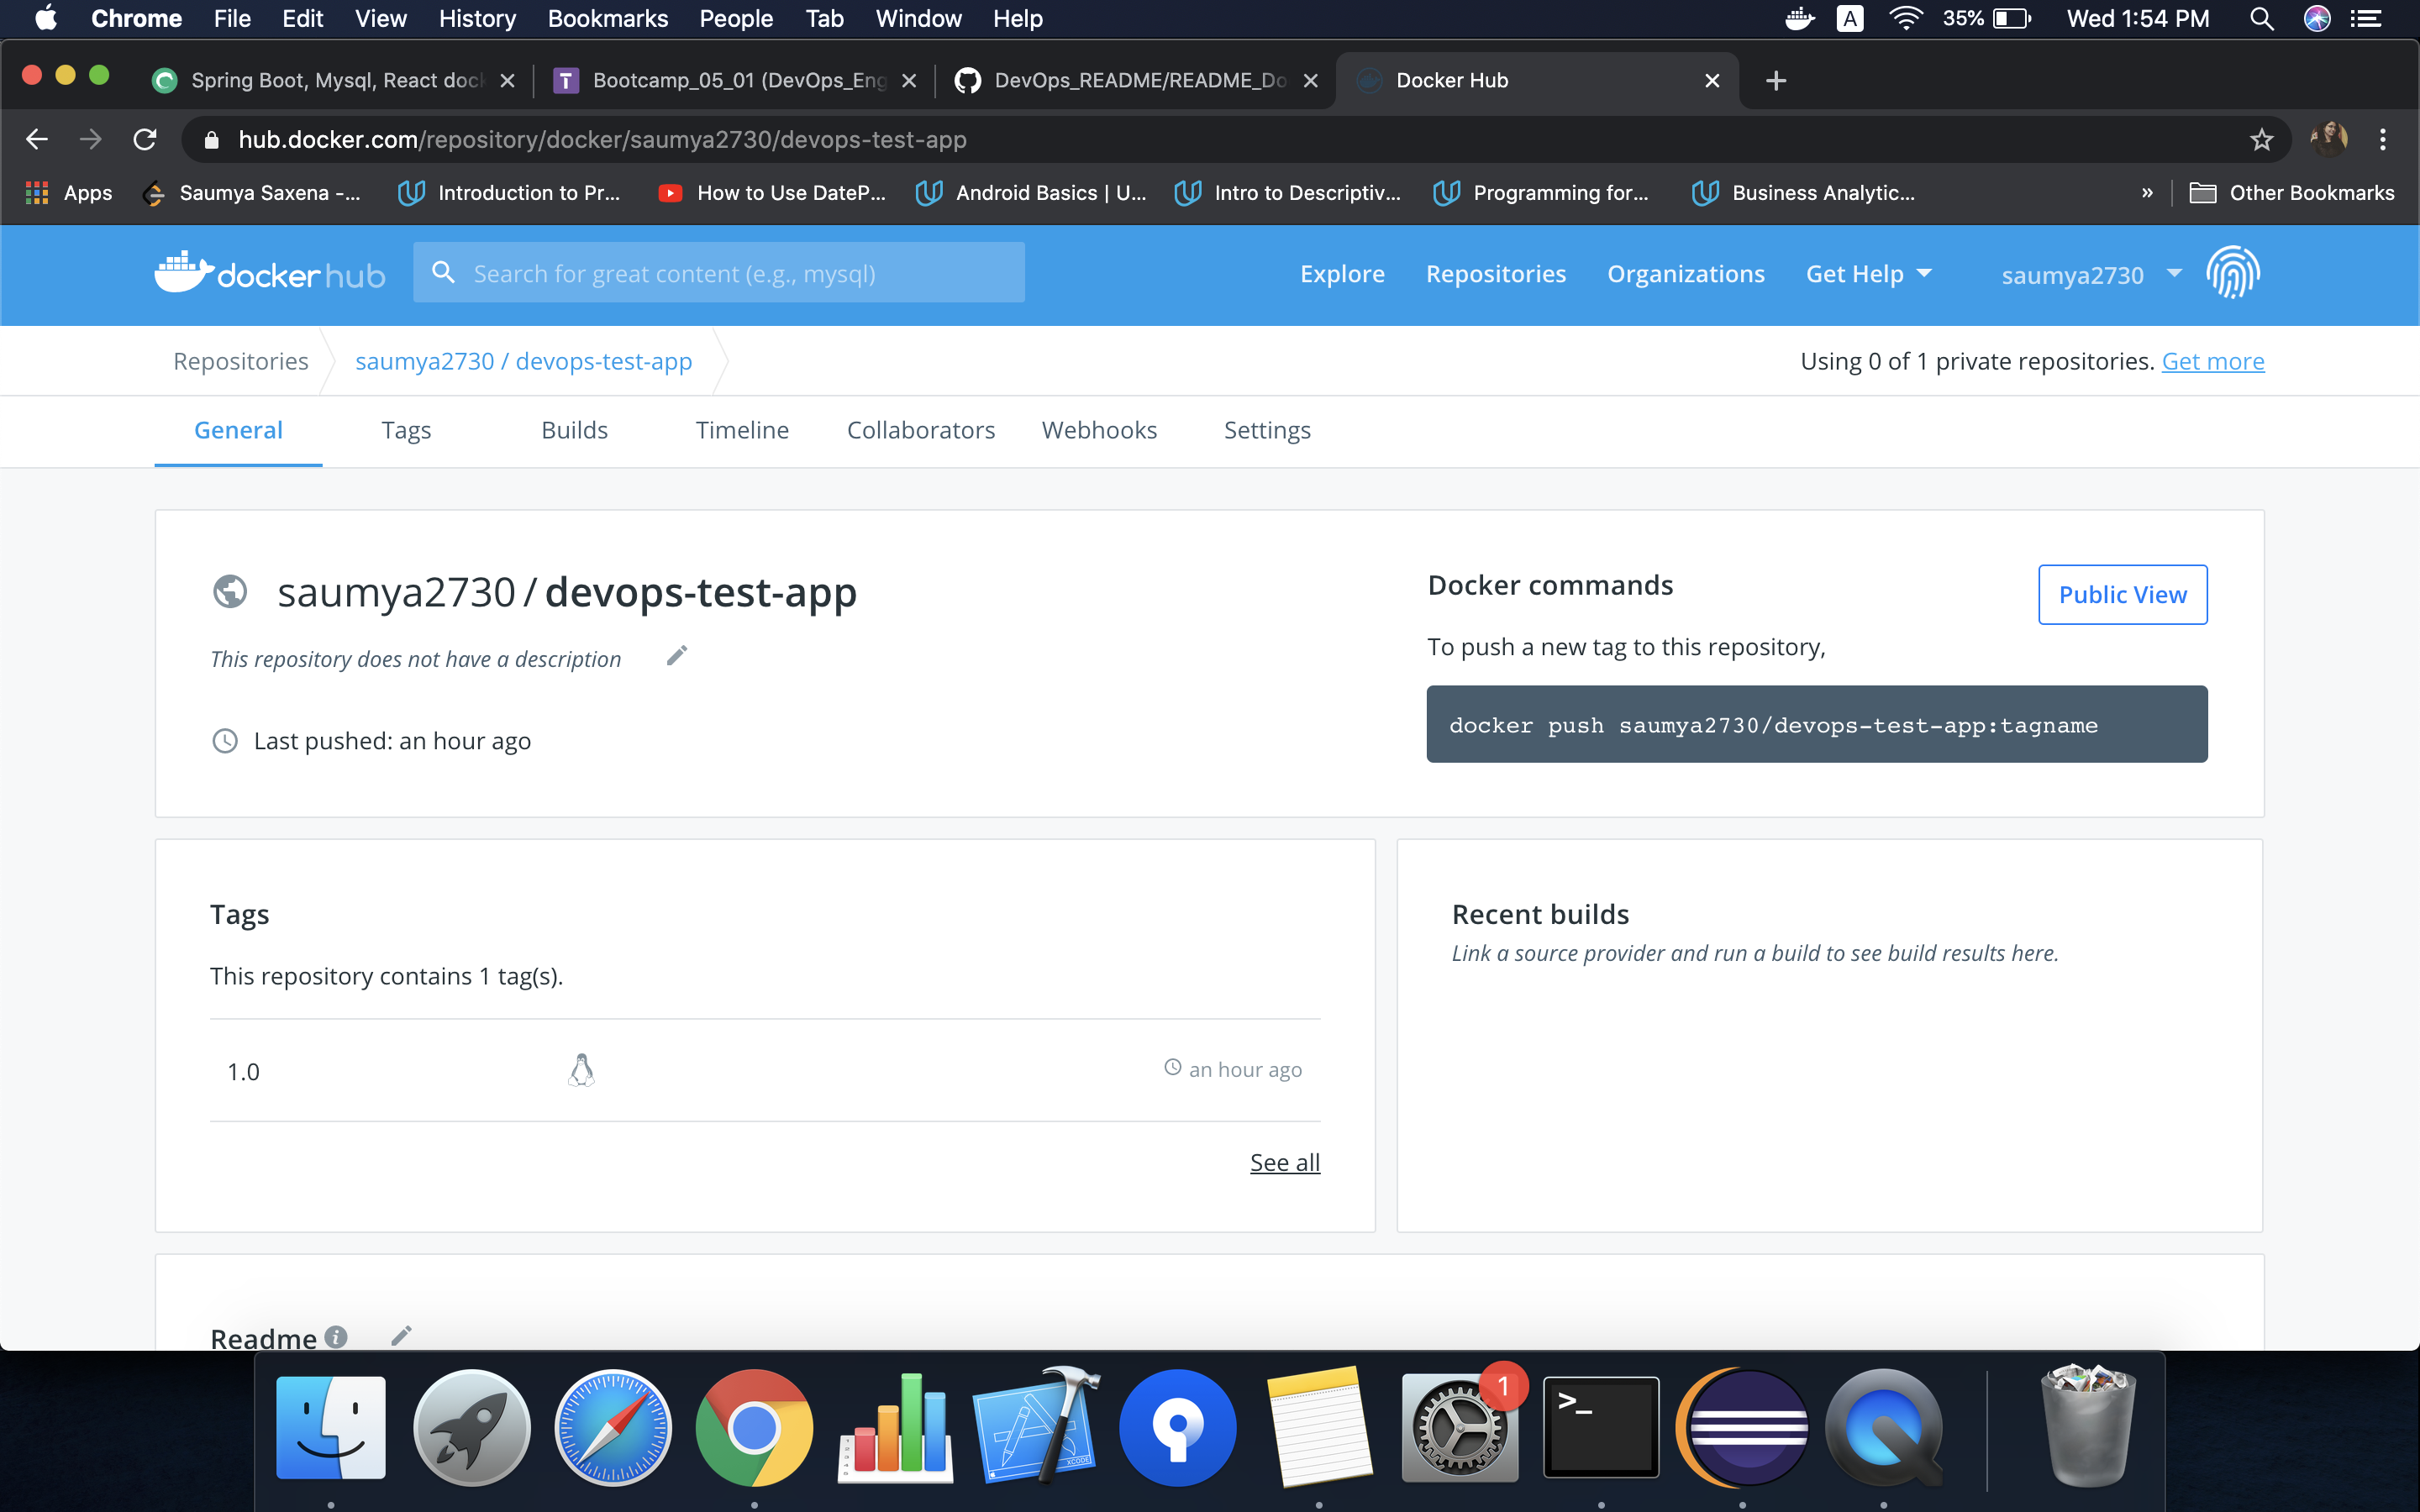 Chrome File Edit View History Bookmarks People Tab Window Help A 35% Wed 1:54 PM
Spring Boot, Mysql, React dock T Bootcamp_05_01 (DevOps_Eng DevOps_README/README_Do Docker Hub
hub.docker.com/repository/docker/saumya2730/devops-test-app
Apps Saumya Saxena -... Introduction to Pr... How to Use DateP... Android Basics | U... Intro to Descriptiv... Programming for... Business Analytic... » Other Bookmarks
dockerhub Search for great content (e.g., mysql) Explore Repositories Organizations Get Help saumya2730
Repositories saumya2730 / devops-test-app Using 0 of 1 private repositories. Get more
General Tags Builds Timeline Collaborators Webhooks Settings
saumya2730 / devops-test-app
This repository does not have a description
Last pushed: an hour ago
Docker commands
Public View
To push a new tag to this repository,
docker push saumya2730/devops-test-app:tagname
Tags
This repository contains 1 tag(s).
1.0 an hour ago
See all
Recent builds
Link a source provider and run a build to see build results here.
Readme
1
>_
XCODE